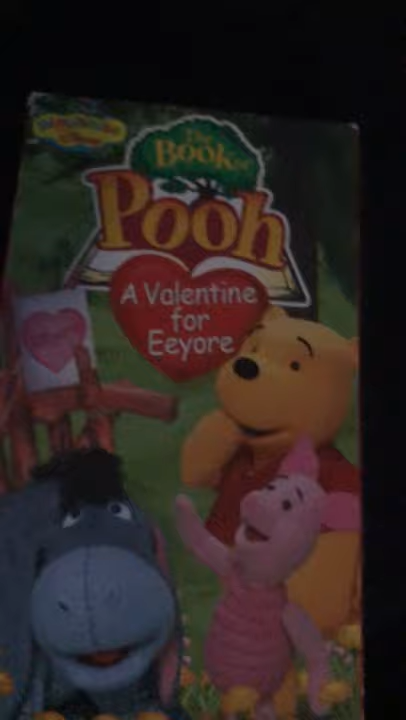 The
Book of
Pooh
A Valentine
for
Eeyore